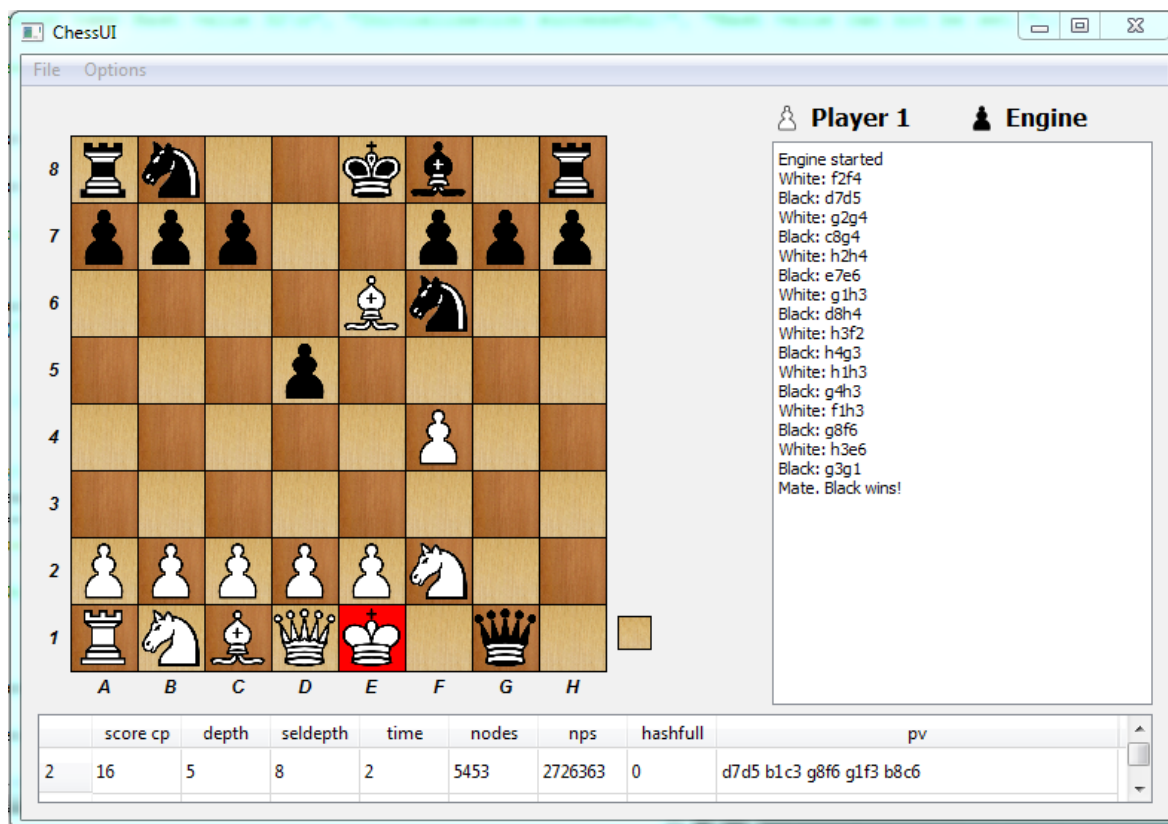 ChessUI
File Options
Player 1 Engine
8
7
6
5
4
3
2
1
A B C D E F G H
Engine started
White: f2f4
Black: d7d5
White: g2g4
Black: c8g4
White: h2h4
Black: e7e6
White: g1h3
Black: d8h4
White: h3f2
Black: h4g3
White: h1h3
Black: g4h3
White: f1h3
Black: g8f6
White: h3e6
Black: g3g1
Mate. Black wins!
score cp depth seldepth time nodes nps hashfull pv
2 16 5 8 2 5453 2726363 0 d7d5 b1c3 g8f6 g1f3 b8c6